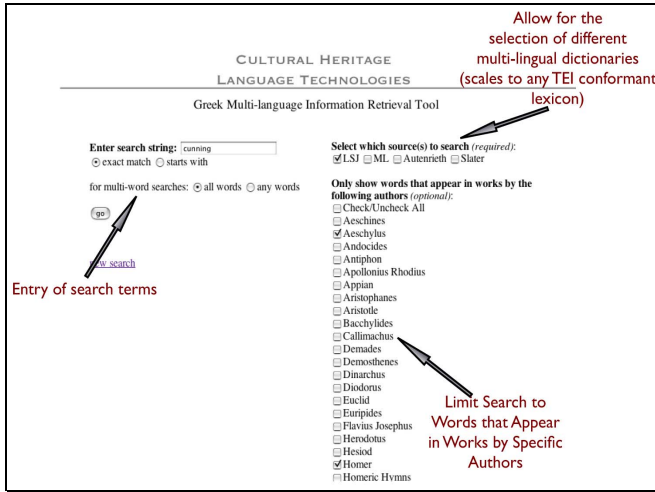 Allow for the
selection of different
multi-lingual dictionaries
(scales to any TEI conformant
lexicon)
CULTURAL HERITAGE
LANGUAGE TECHNOLOGIES
Greek Multi-language Information Retrieval Tool
Enter search string: cunning
exact match starts with
for multi-word searches: all words any words
go
new search
Entry of search terms
Select which source(s) to search (required):
LSJ ML Autenrieth Slater
Only show words that appear in works by the
following authors (optional):
Check/Uncheck All
Aeschines
Aeschylus
Andocides
Antiphon
Apollonius Rhodius
Appian
Aristophanes
Aristotle
Bacchylides
Callimachus
Demades
Demosthenes
Dinarchus
Diodorus
Euclid
Euripides
Flavius Josephus
Herodotus
Hesiod
Homer
Homeric Hymns
Limit Search to
Words that Appear
in Works by Specific
Authors